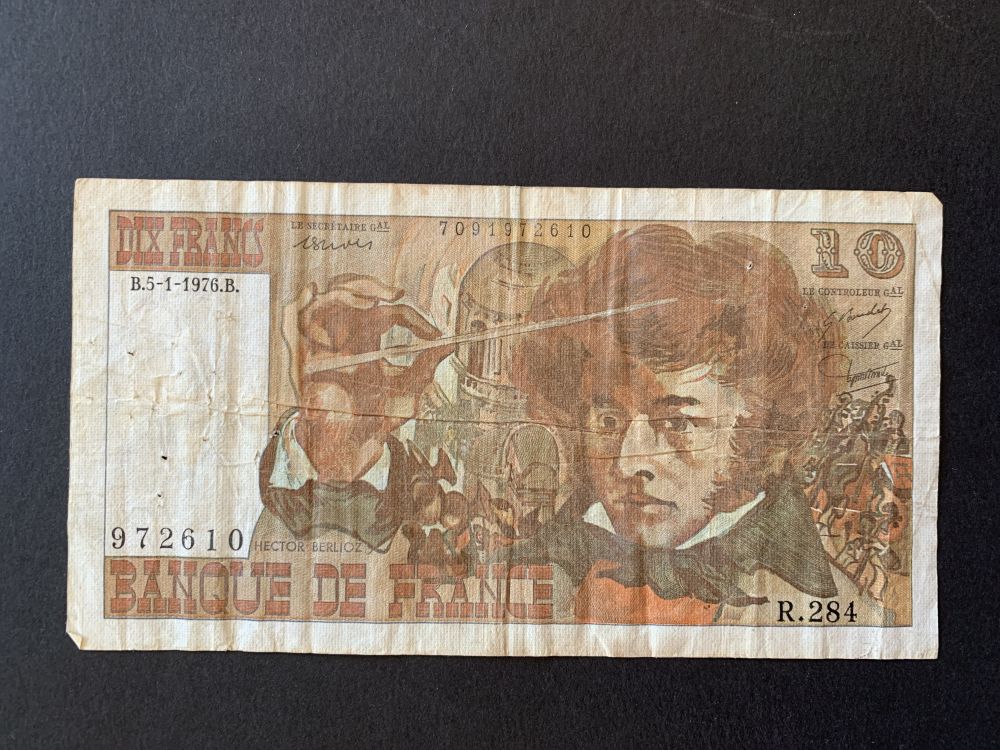 DIX FRANCS
LE SECRÉTAIRE GAL
7091972610
10
B.5-1-1976.B.
LE CONTROLEUR GAL
LE CAISSIER GAL
972610
HECTOR BERLIOZ
BANQUE DE FRANCE
R.284